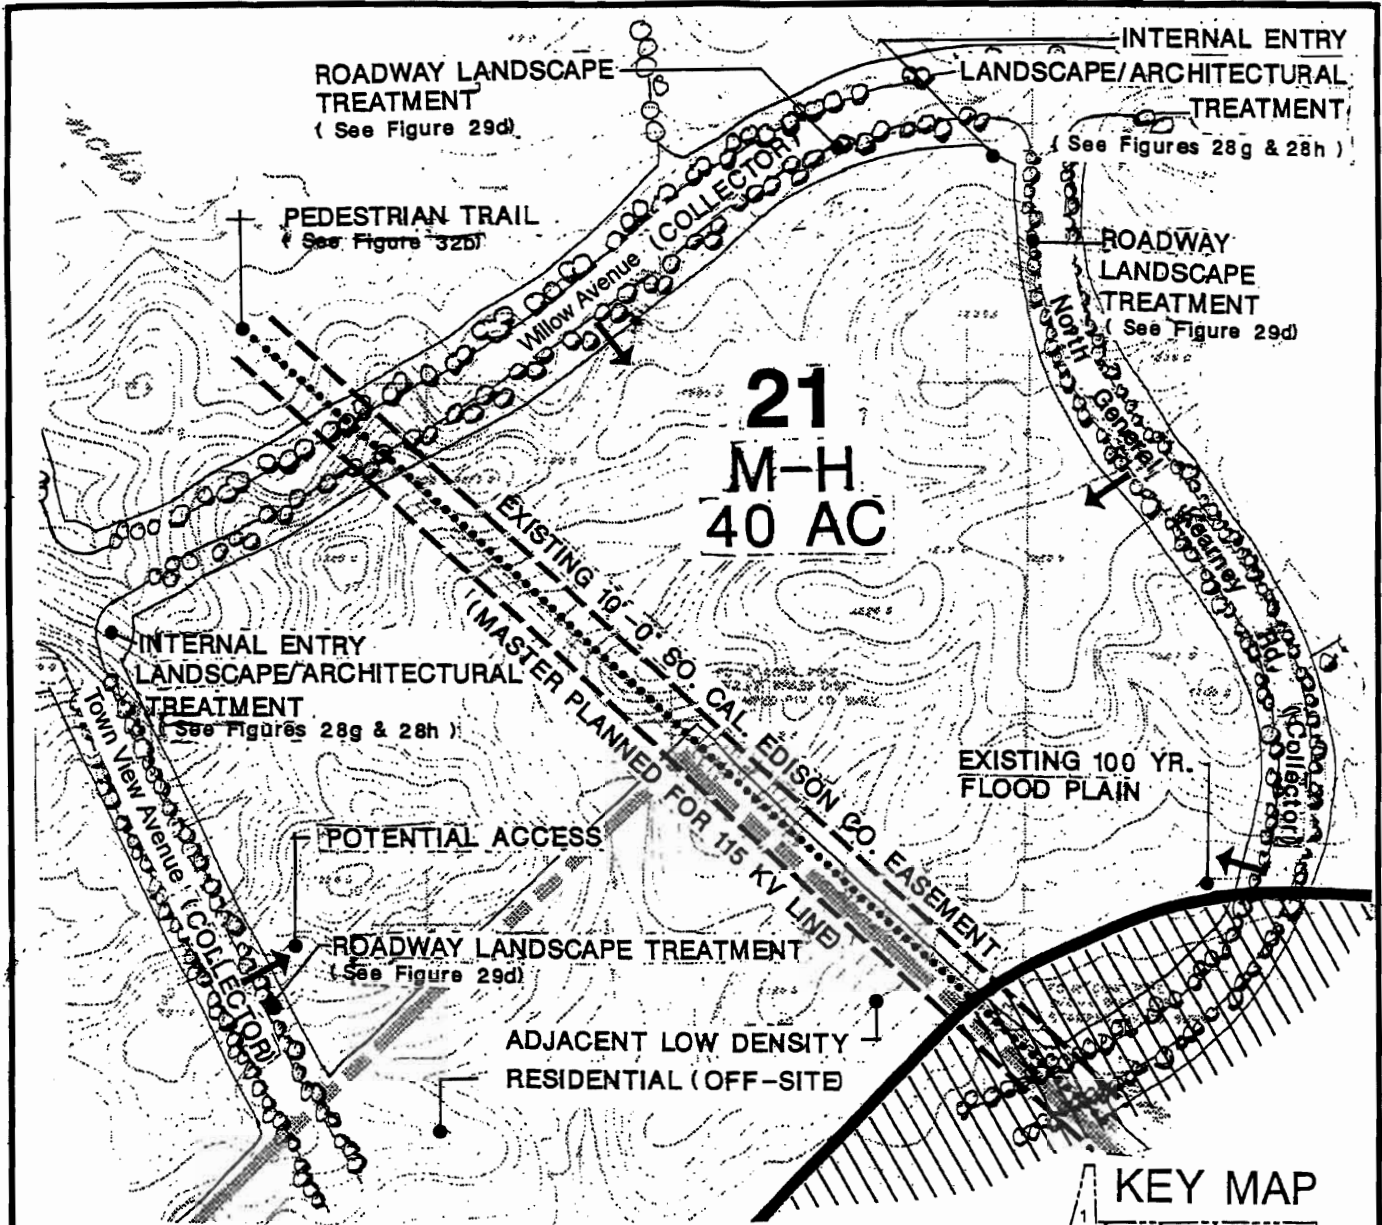 INTERNAL ENTRY
LANDSCAPE/ARCHITECTURAL
TREATMENT
( See Figures 28g & 28h )
ROADWAY LANDSCAPE
TREATMENT
( See Figure 29d)
PEDESTRIAN TRAIL
( See Figure 32b)
Willow Avenue (COLLECTOR)
ROADWAY
LANDSCAPE
TREATMENT
( See Figure 29d)
North General Kearney Rd. (Collector)
21
M-H
40 AC
EXISTING 10'-0" SO. CAL. EDISON CO. EASEMENT
(MASTER PLANNED FOR 115 KV LINE)
INTERNAL ENTRY
LANDSCAPE/ARCHITECTURAL
TREATMENT
( See Figures 28g & 28h )
Town View Avenue (COLLECTOR)
EXISTING 100 YR.
FLOOD PLAIN
POTENTIAL ACCESS
ROADWAY LANDSCAPE TREATMENT
(See Figure 29d)
ADJACENT LOW DENSITY
RESIDENTIAL (OFF-SITE)
KEY MAP
1